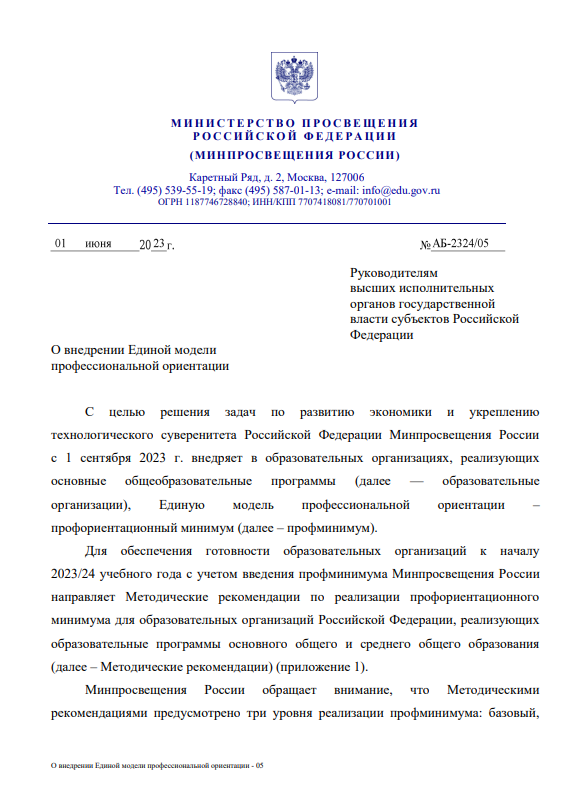 МИНИСТЕРСТВО ПРОСВЕЩЕНИЯ
РОССИЙСКОЙ ФЕДЕРАЦИИ
(МИНПРОСВЕЩЕНИЯ РОССИИ)
Каретный Ряд, д. 2, Москва, 127006
Тел. (495) 539-55-19; факс (495) 587-01-13; e-mail: info@edu.gov.ru
ОГРН 1187746728840; ИНН/КПП 7707418081/770701001
01 июня 2023 г. № АБ-2324/05
Руководителям
высших исполнительных
органов государственной
власти субъектов Российской
Федерации
О внедрении Единой модели
профессиональной ориентации
С целью решения задач по развитию экономики и укреплению
технологического суверенитета Российской Федерации Минпросвещения России
с 1 сентября 2023 г. внедряет в образовательных организациях, реализующих
основные общеобразовательные программы (далее — образовательные
организации), Единую модель профессиональной ориентации –
профориентационный минимум (далее – профминимум).
Для обеспечения готовности образовательных организаций к началу
2023/24 учебного года с учетом введения профминимума Минпросвещения России
направляет Методические рекомендации по реализации профориентационного
минимума для образовательных организаций Российской Федерации, реализующих
образовательные программы основного общего и среднего общего образования
(далее – Методические рекомендации) (приложение 1).
Минпросвещения России обращает внимание, что Методическими
рекомендациями предусмотрено три уровня реализации профминимума: базовый,
О внедрении Единой модели профессиональной ориентации - 05